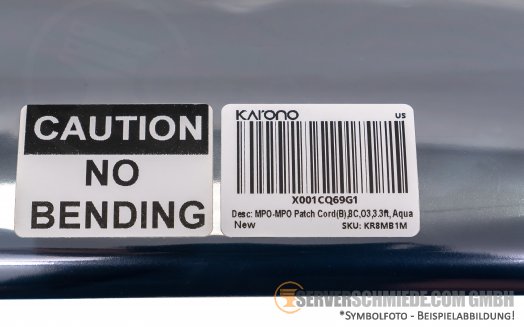 CAUTION
NO
BENDING
KAIONO
US
X001CQ69G1
Desc: MPO-MPO Patch Cord(B),8C,O3,3.3ft, Aqua
New
SKU: KR8MB1M
SERVERSCHMIEDE.COM GMBH
*SYMBOLFOTO - BEISPIELABBILDUNG!